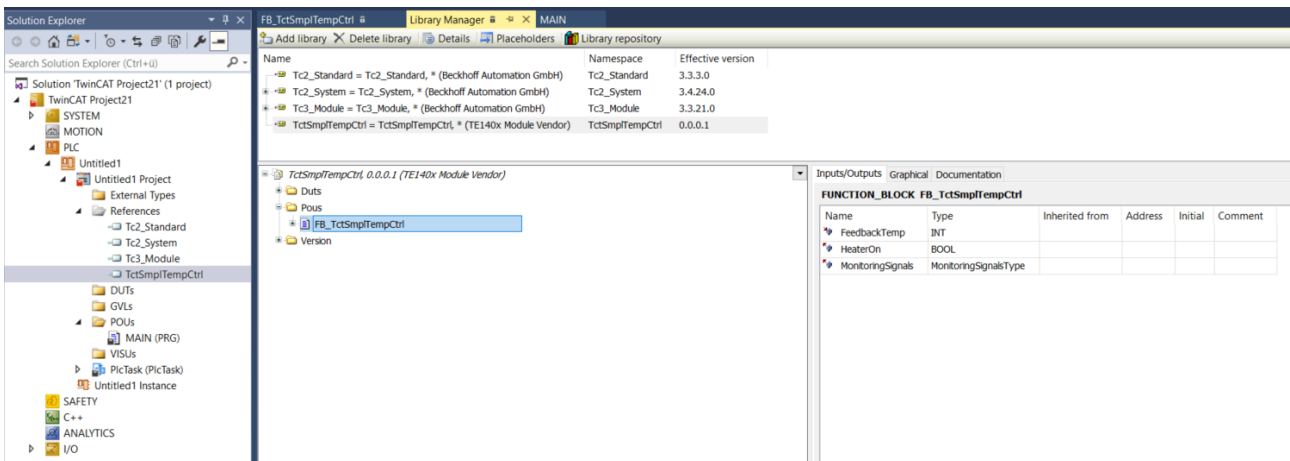 Solution Explorer
Search Solution Explorer (Ctrl+ü)
Solution 'TwinCAT Project21' (1 project)
TwinCAT Project21
SYSTEM
MOTION
PLC
Untitled1
Untitled1 Project
External Types
References
Tc2_Standard
Tc2_System
Tc3_Module
TctSmplTempCtrl
DUTs
GVLs
POUs
MAIN (PRG)
VISUs
PlcTask (PlcTask)
Untitled1 Instance
SAFETY
C++
ANALYTICS
I/O
FB_TctSmplTempCtrl Library Manager MAIN
Add library Delete library Details Placeholders Library repository
Name Namespace Effective version
Tc2_Standard = Tc2_Standard, * (Beckhoff Automation GmbH) Tc2_Standard 3.3.3.0
Tc2_System = Tc2_System, * (Beckhoff Automation GmbH) Tc2_System 3.4.24.0
Tc3_Module = Tc3_Module, * (Beckhoff Automation GmbH) Tc3_Module 3.3.21.0
TctSmplTempCtrl = TctSmplTempCtrl, * (TE140x Module Vendor) TctSmplTempCtrl 0.0.0.1
TctSmplTempCtrl, 0.0.0.1 (TE140x Module Vendor)
Duts
Pous
FB_TctSmplTempCtrl
Version
Inputs/Outputs Graphical Documentation
FUNCTION_BLOCK FB_TctSmplTempCtrl
Name Type Inherited from Address Initial Comment
FeedbackTemp INT
HeaterOn BOOL
MonitoringSignals MonitoringSignalsType